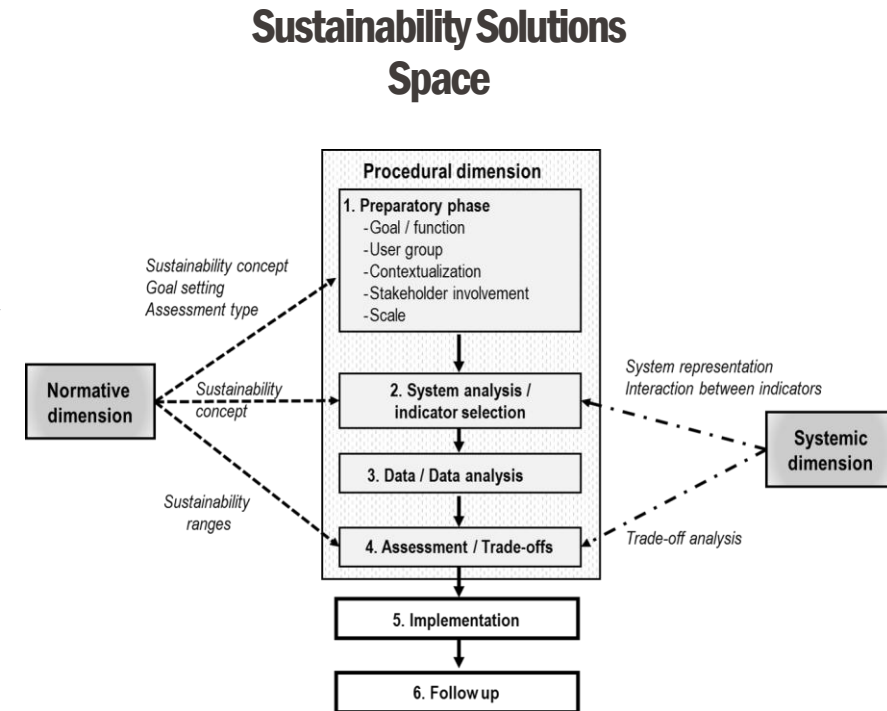 Sustainability Solutions
Space
Procedural dimension
1. Preparatory phase
-Goal / function
-User group
-Contextualization
-Stakeholder involvement
-Scale
Sustainability concept
Goal setting
Assessment type
Normative
dimension
Sustainability
concept
2. System analysis /
indicator selection
System representation
Interaction between indicators
Systemic
dimension
3. Data / Data analysis
Sustainability
ranges
4. Assessment / Trade-offs
Trade-off analysis
5. Implementation
6. Follow up